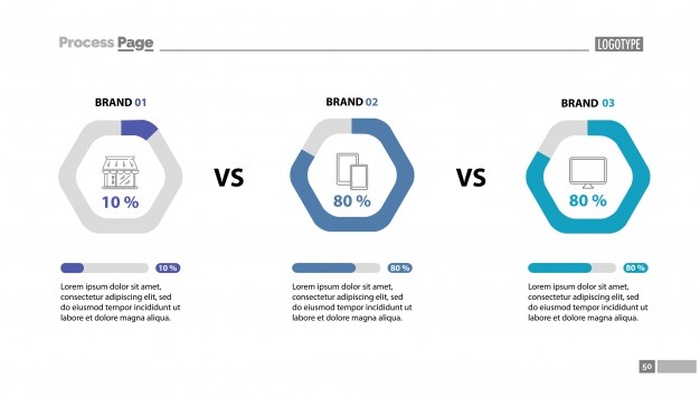 Process Page
LOGOTYPE
BRAND 01
BRAND 02
BRAND 03
VS
VS
10 %
80 %
80 %
10 %
80 %
80 %
Lorem ipsum dolor sit amet,
consectetur adipiscing elit, sed
do eiusmod tempor incididunt ut
labore et dolore magna aliqua.
Lorem ipsum dolor sit amet,
consectetur adipiscing elit, sed
do eiusmod tempor incididunt ut
labore et dolore magna aliqua.
Lorem ipsum dolor sit amet,
consectetur adipiscing elit, sed
do eiusmod tempor incididunt ut
labore et dolore magna aliqua.
50